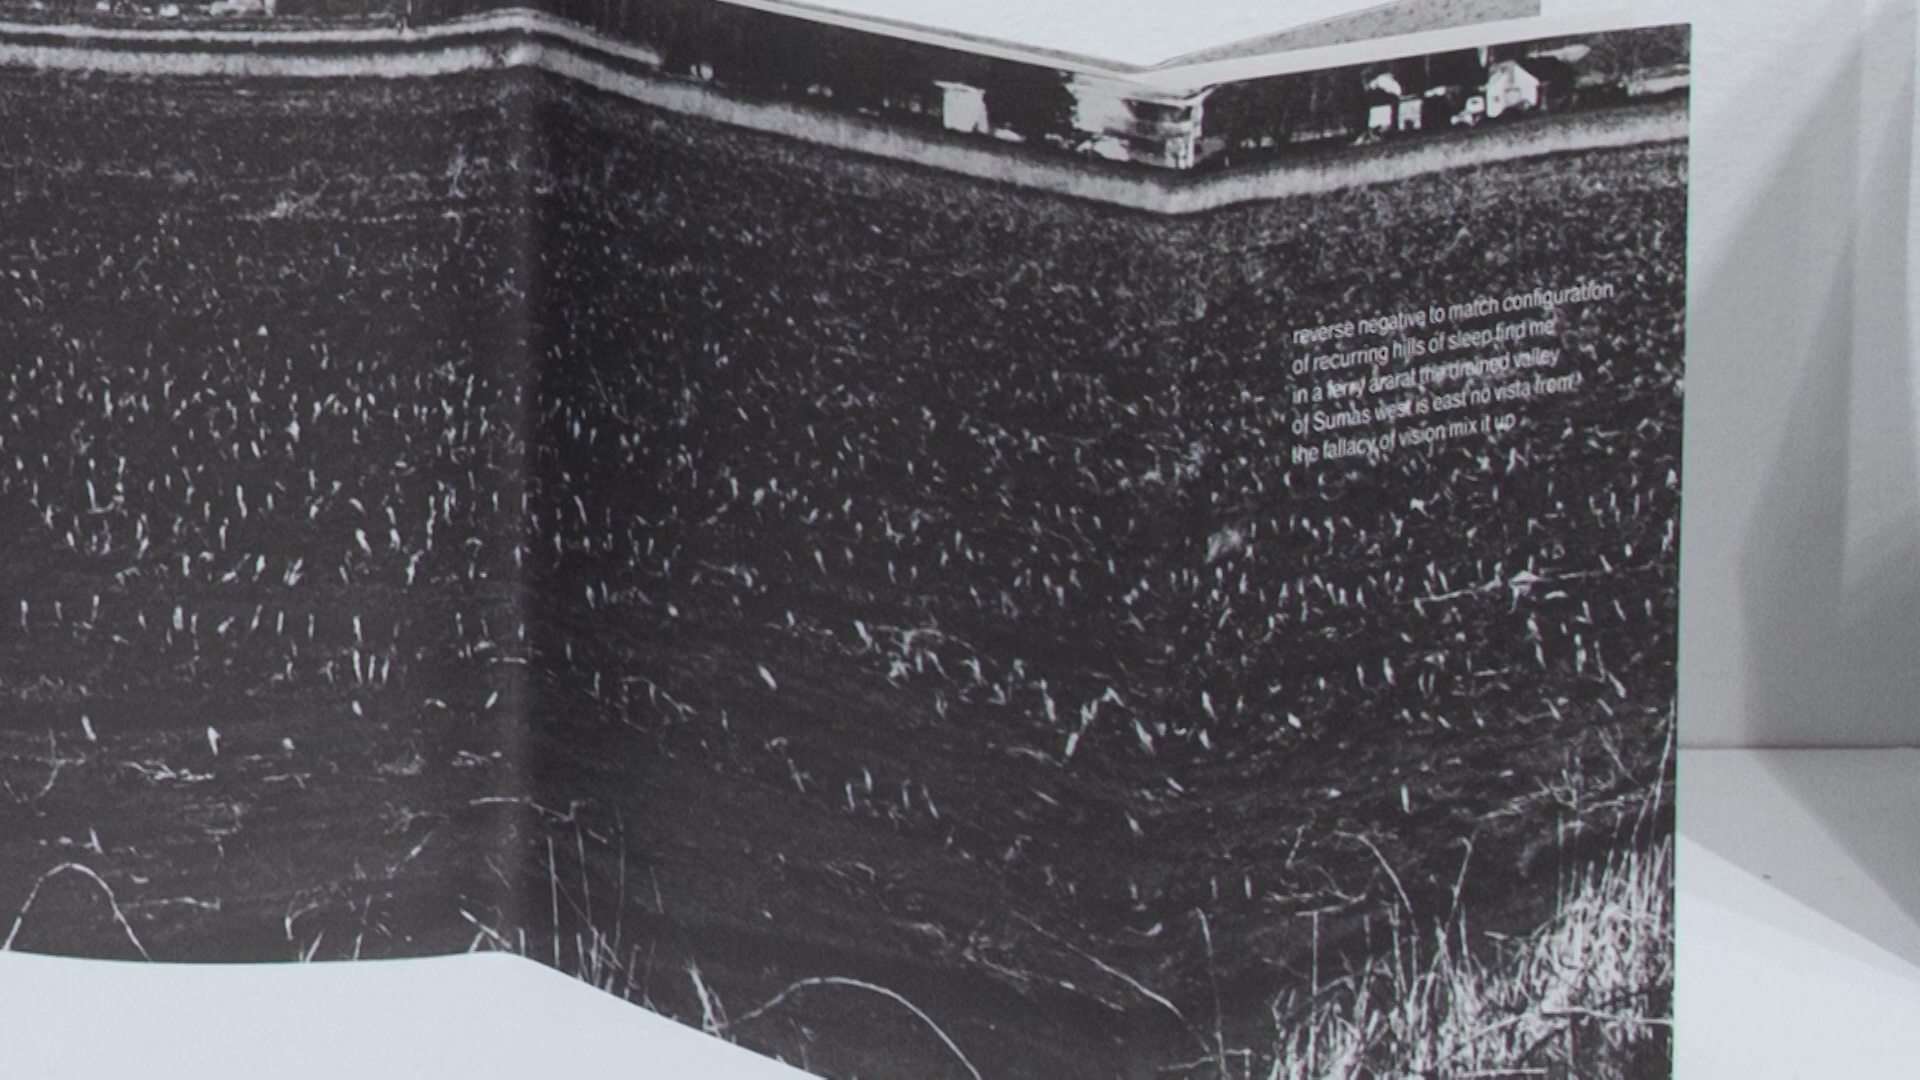 reverse negative to match configuration
of recurring hills of sleep find me
in a ferry ararat the drained valley
of Sumas west is east no vista from
the fallacy of vision mix it up